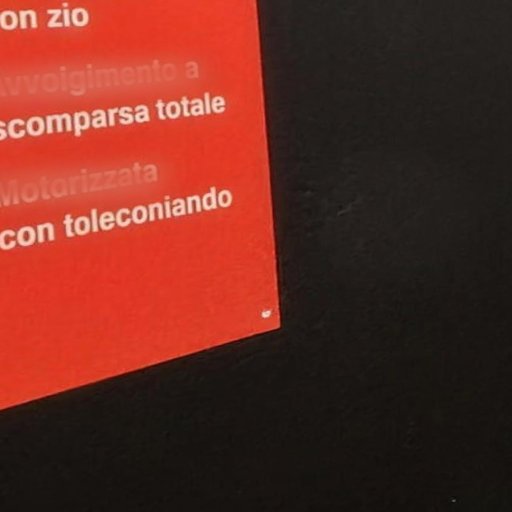 on zio
avvolgimento a
scomparsa totale
Motorizzata
con toleconiando